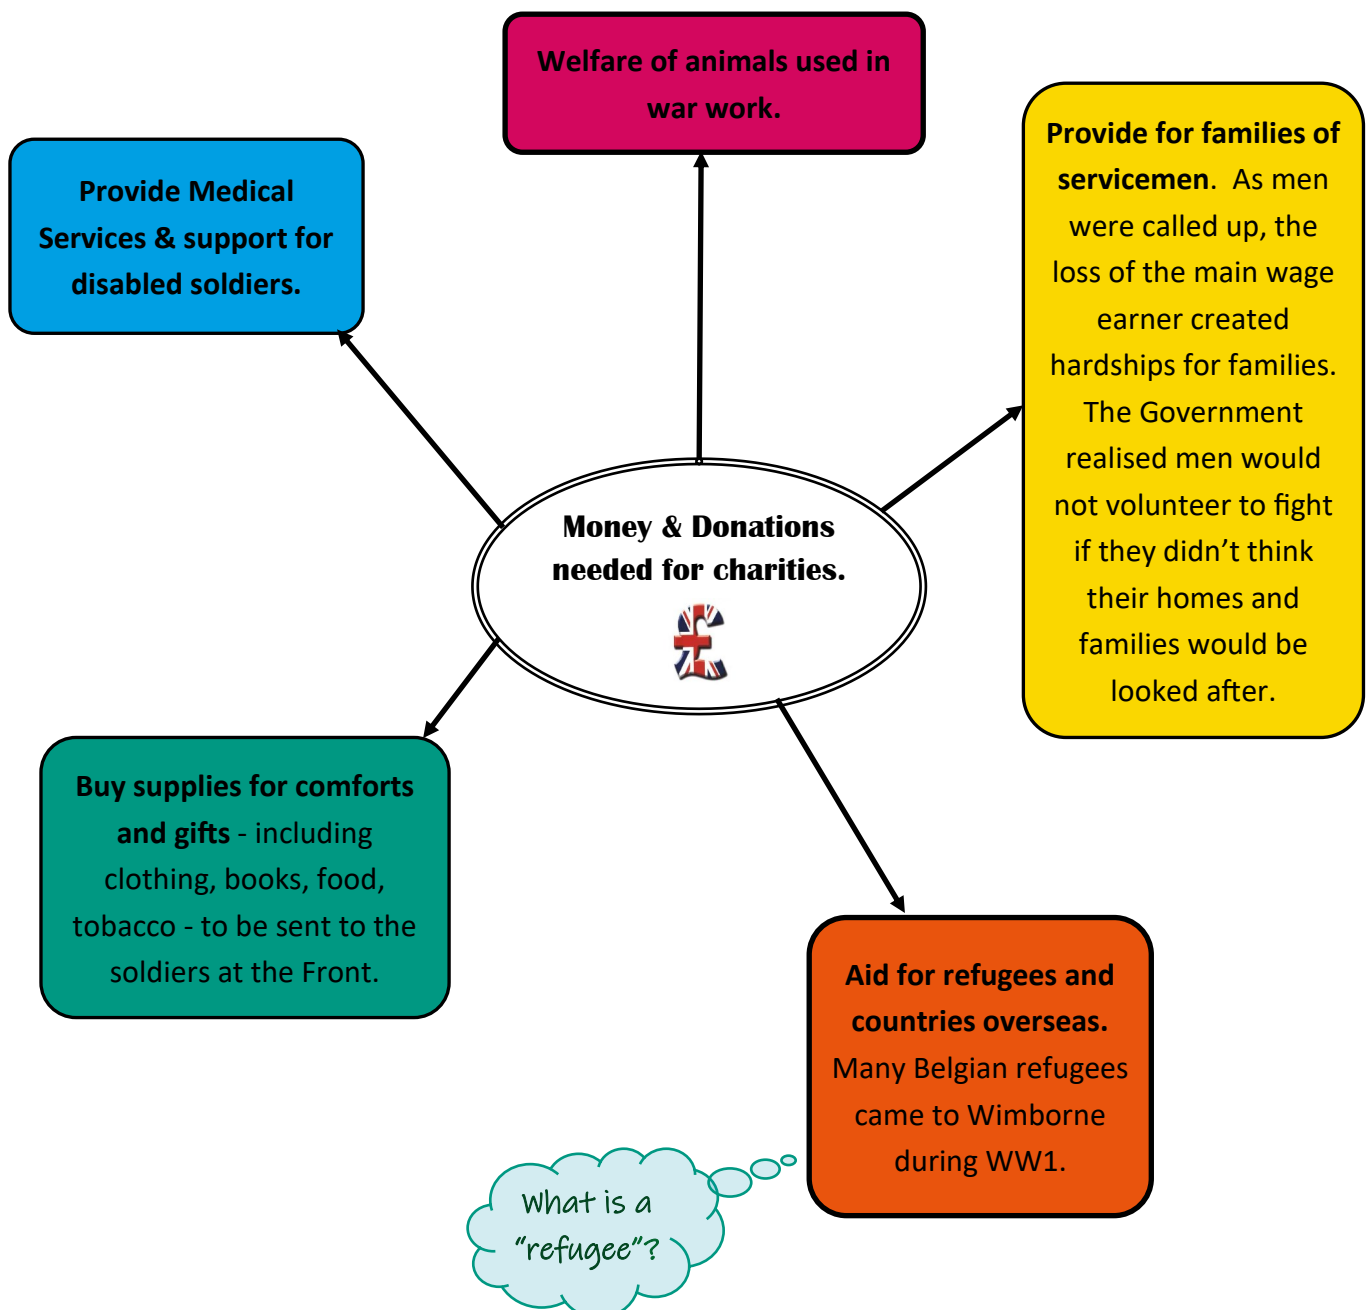 Welfare of animals used in
war work.
Provide Medical
Services & support for
disabled soldiers.
Provide for families of
servicemen.  As men
were called up, the
loss of the main wage
earner created
hardships for families.
The Government
realised men would
not volunteer to fight
if they didn’t think
their homes and
families would be
looked after.
Money & Donations
needed for charities.
£
Buy supplies for comforts
and gifts - including
clothing, books, food,
tobacco - to be sent to the
soldiers at the Front.
Aid for refugees and
countries overseas.
Many Belgian refugees
came to Wimborne
during WW1.
What is a
“refugee”?